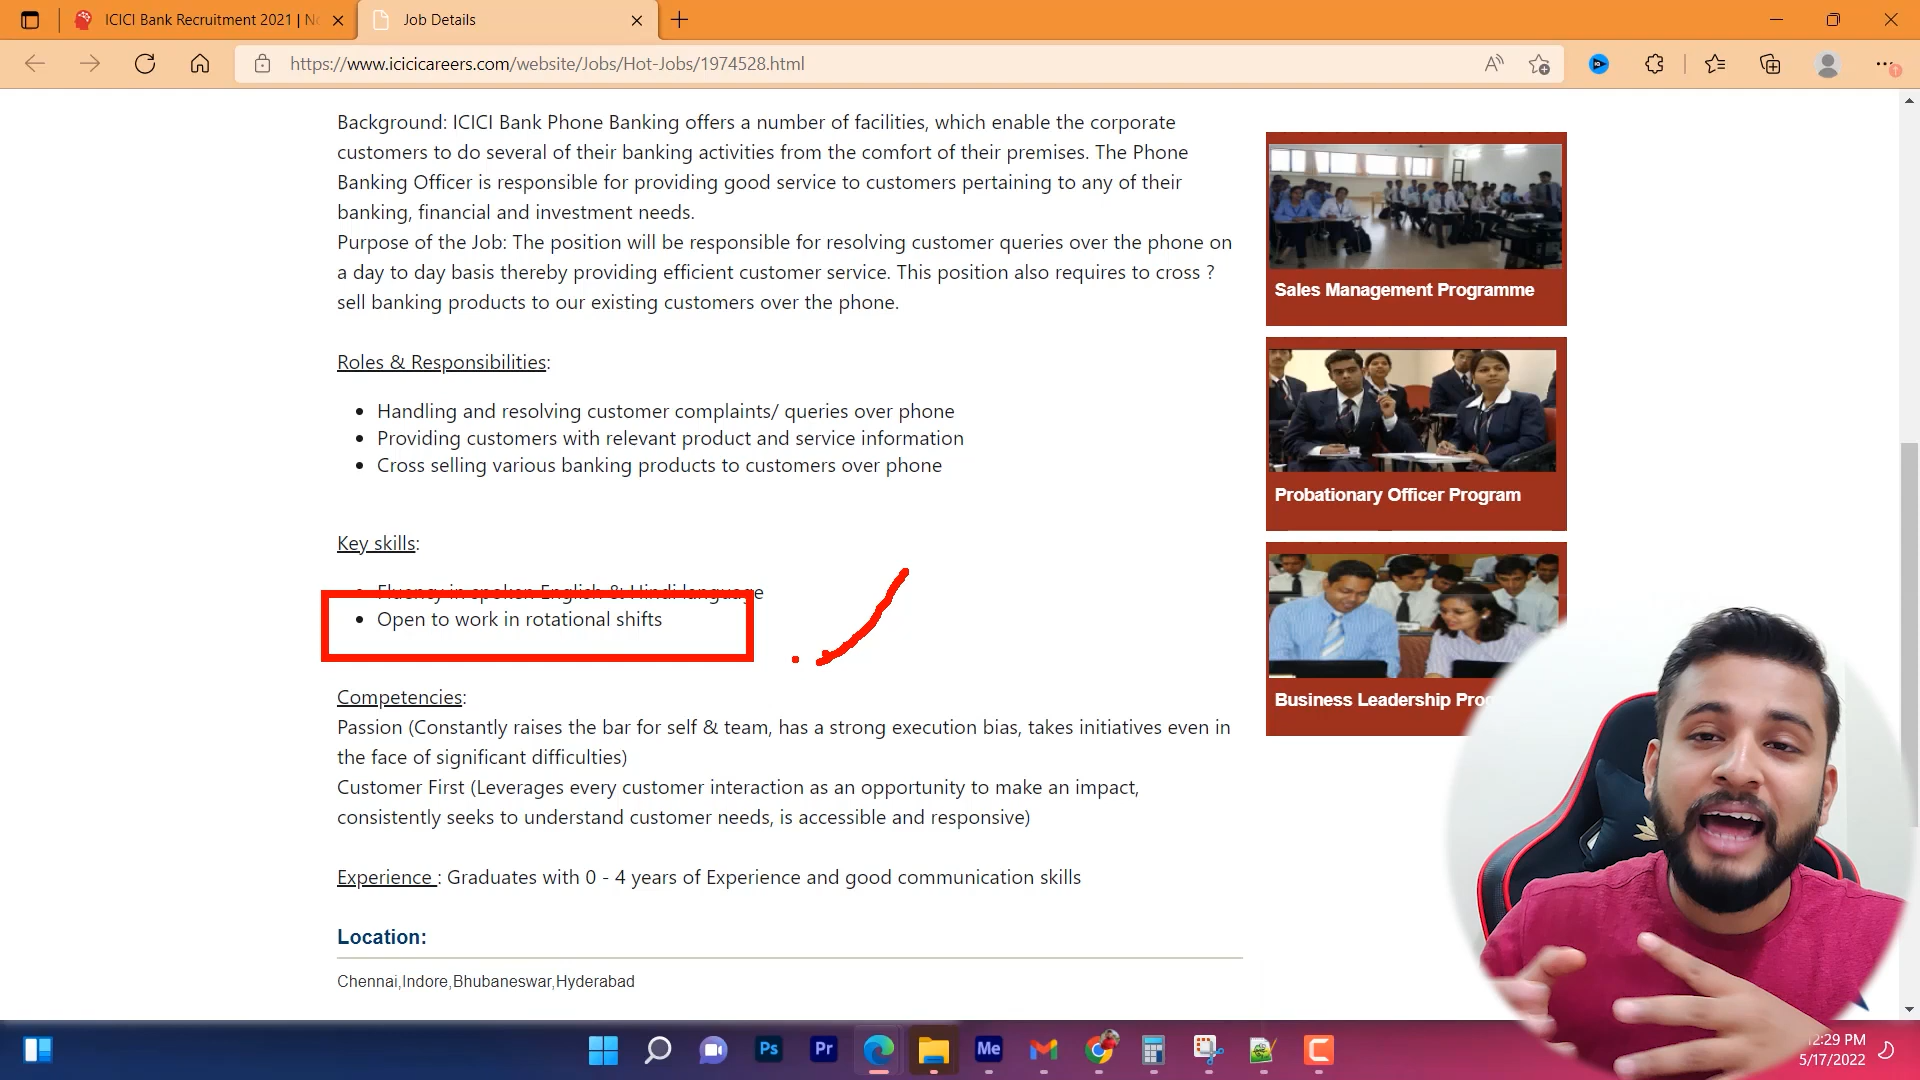 ICICI Bank Recruitment 2021 | No
Job Details
https://www.icicicareers.com/website/Jobs/Hot-Jobs/1974528.html
Background: ICICI Bank Phone Banking offers a number of facilities, which enable the corporate
customers to do several of their banking activities from the comfort of their premises. The Phone
Banking Officer is responsible for providing good service to customers pertaining to any of their
banking, financial and investment needs.
Purpose of the Job: The position will be responsible for resolving customer queries over the phone on
a day to day basis thereby providing efficient customer service. This position also requires to cross ?
sell banking products to our existing customers over the phone.
Roles & Responsibilities:
• Handling and resolving customer complaints/ queries over phone
• Providing customers with relevant product and service information
• Cross selling various banking products to customers over phone
Key skills:
• Fluency in spoken English & Hindi language
• Open to work in rotational shifts
Competencies:
Passion (Constantly raises the bar for self & team, has a strong execution bias, takes initiatives even in
the face of significant difficulties)
Customer First (Leverages every customer interaction as an opportunity to make an impact,
consistently seeks to understand customer needs, is accessible and responsive)
Experience : Graduates with 0 - 4 years of Experience and good communication skills
Location:
Chennai,Indore,Bhubaneswar,Hyderabad
Sales Management Programme
Probationary Officer Program
Business Leadership Pro
Ps
Pr
Me
12:29 PM
5/17/2022